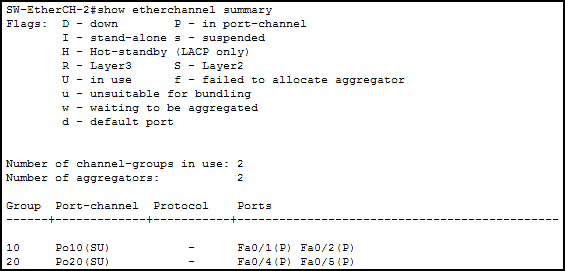 SW-EtherCH-2#show etherchannel summary
Flags:  D - down        P - in port-channel
        I - stand-alone s - suspended
        H - Hot-standby (LACP only)
        R - Layer3      S - Layer2
        U - in use      f - failed to allocate aggregator
        u - unsuitable for bundling
        w - waiting to be aggregated
        d - default port
Number of channel-groups in use: 2
Number of aggregators:           2
Group  Port-channel  Protocol    Ports
------+-------------+-----------+----------------------------------------------
10     Po10(SU)         -        Fa0/1(P) Fa0/2(P)
20     Po20(SU)         -        Fa0/4(P) Fa0/5(P)